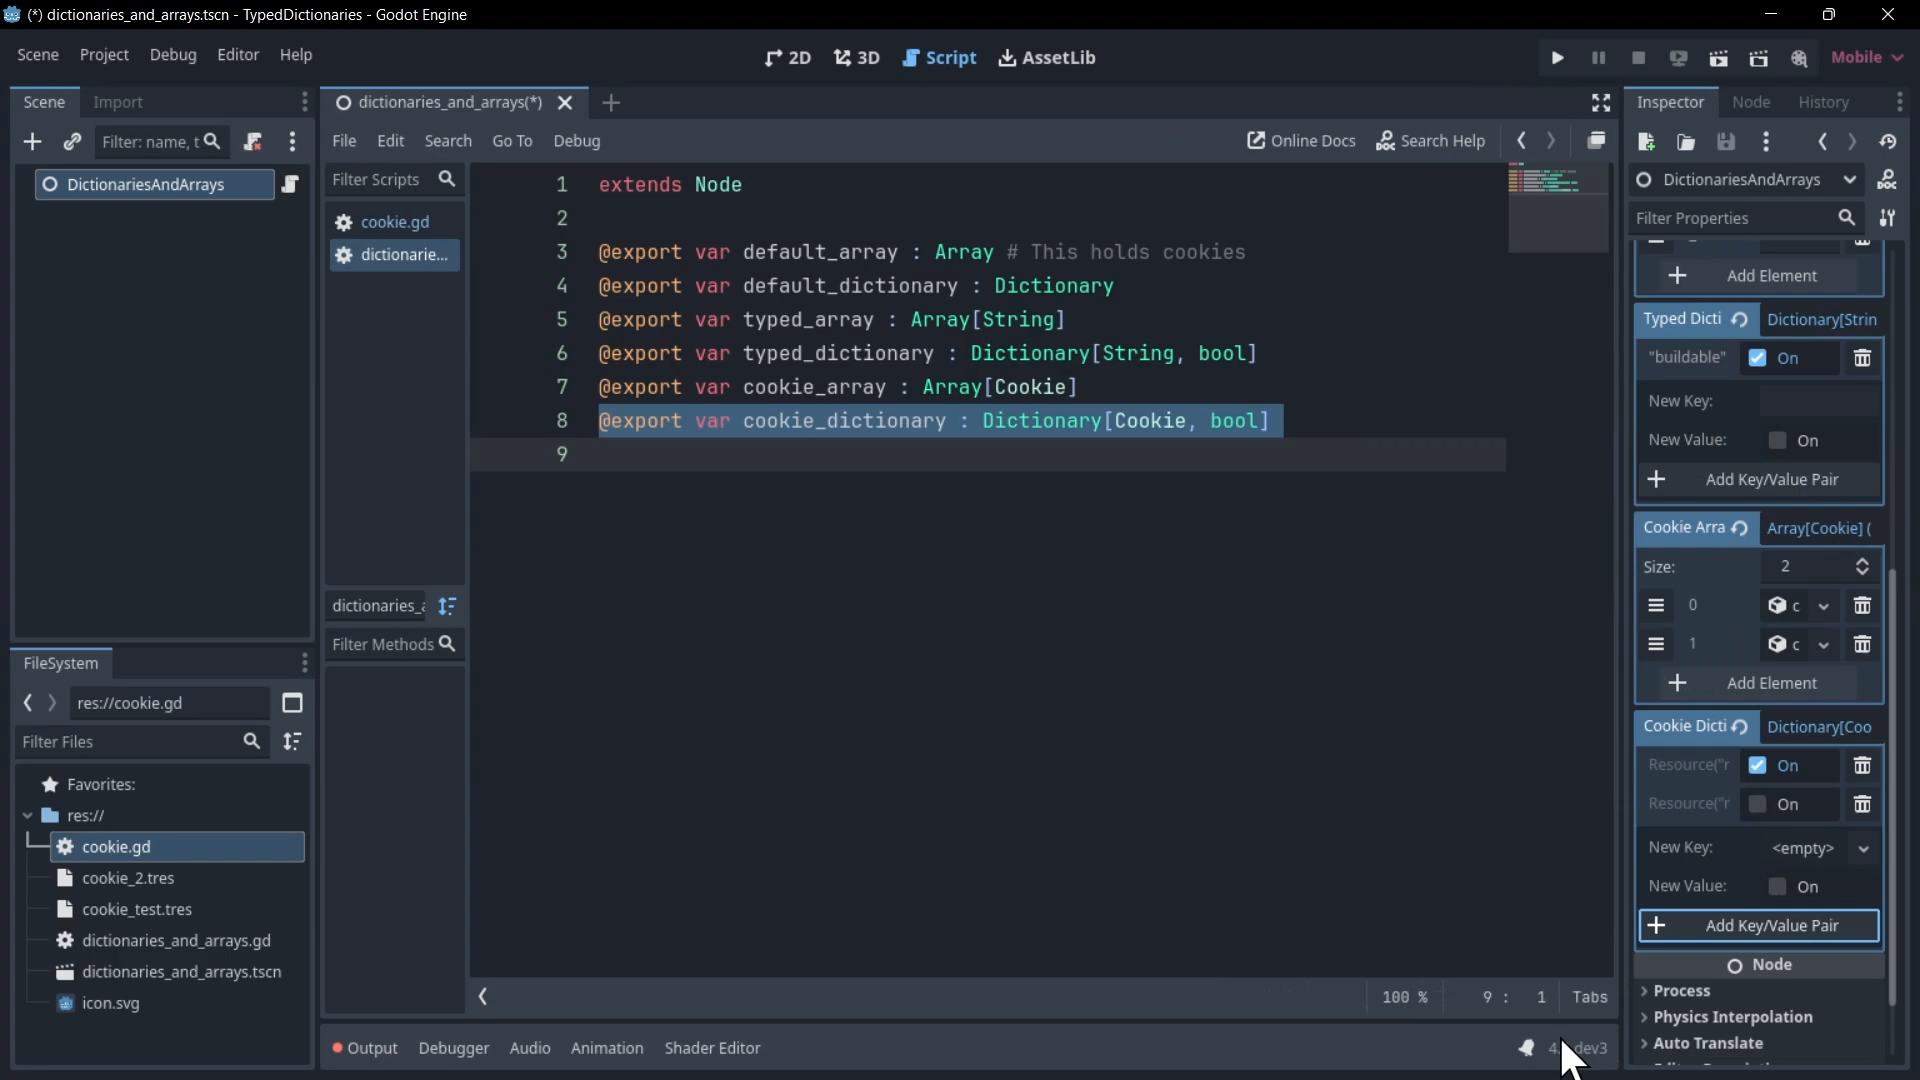 (*) dictionaries_and_arrays.tscn - TypedDictionaries - Godot Engine
Scene Project Debug Editor Help
2D 3D Script AssetLib
Mobile
Scene Import
dictionaries_and_arrays(*)
Inspector Node History
Filter: name, t
File Edit Search Go To Debug
Online Docs Search Help
DictionariesAndArrays
Filter Scripts
cookie.gd
dictionarie...
1 extends Node
2
3 @export var default_array : Array # This holds cookies
4 @export var default_dictionary : Dictionary
5 @export var typed_array : Array[String]
6 @export var typed_dictionary : Dictionary[String, bool]
7 @export var cookie_array : Array[Cookie]
8 @export var cookie_dictionary : Dictionary[Cookie, bool]
9
dictionaries_
Filter Methods
FileSystem
res://cookie.gd
Filter Files
Favorites:
res://
cookie.gd
cookie_2.tres
cookie_test.tres
dictionaries_and_arrays.gd
dictionaries_and_arrays.tscn
icon.svg
100 % 9 : 1 Tabs
Output Debugger Audio Animation Shader Editor
dev3
DictionariesAndArrays
Filter Properties
Add Element
Typed Dicti Dictionary[Strin
"buildable" On
New Key:
New Value: On
Add Key/Value Pair
Cookie Arra Array[Cookie] (
Size: 2
0 c
1 c
Add Element
Cookie Dicti Dictionary[Coo
Resource("r On
Resource("r On
New Key: <empty>
New Value: On
Add Key/Value Pair
Node
Process
Physics Interpolation
Auto Translate